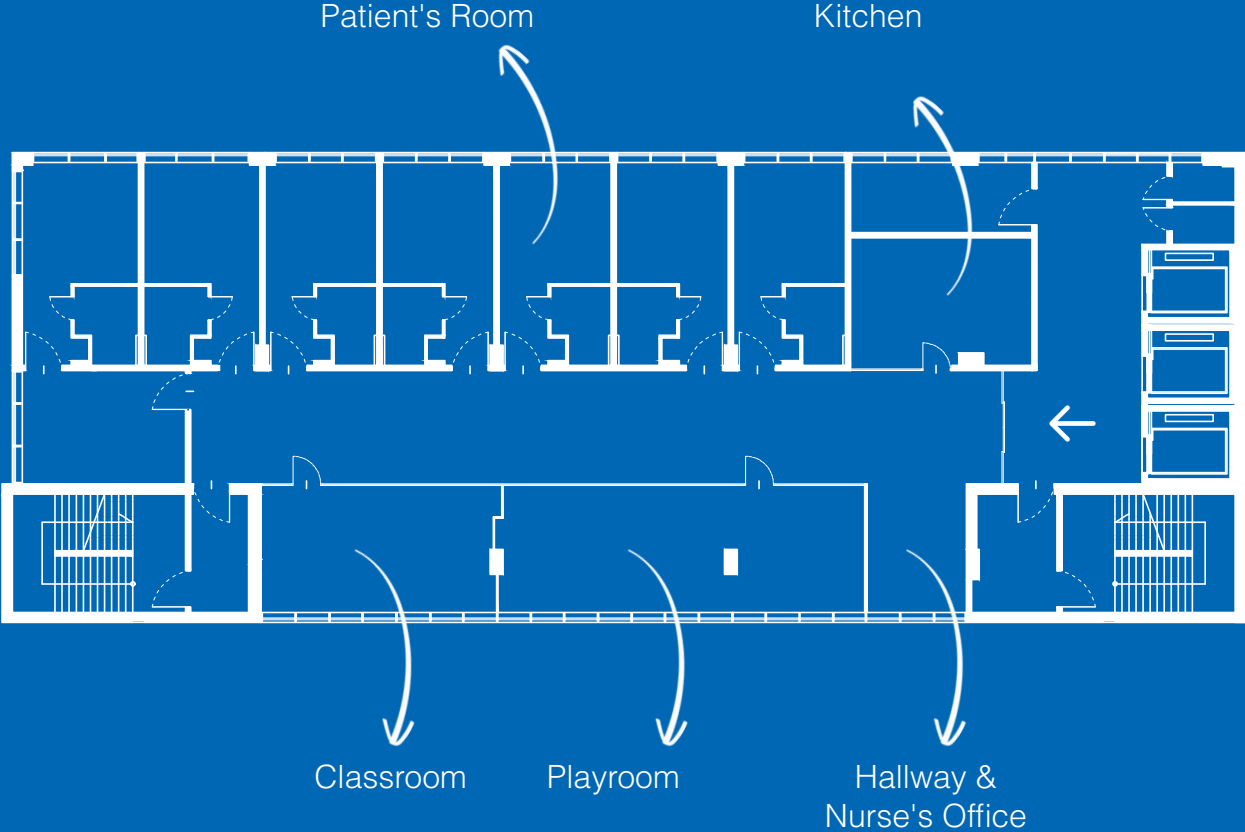 Patient's Room
Kitchen
Classroom
Playroom
Hallway &
Nurse's Office